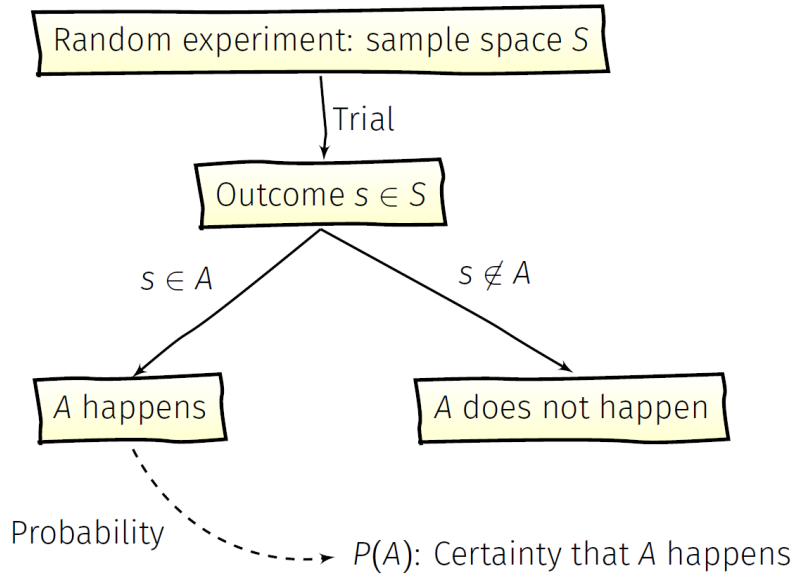 Random experiment: sample space S
Trial
Outcome s ∈ S
s ∈ A
s ∉ A
A happens
A does not happen
Probability
P(A): Certainty that A happens